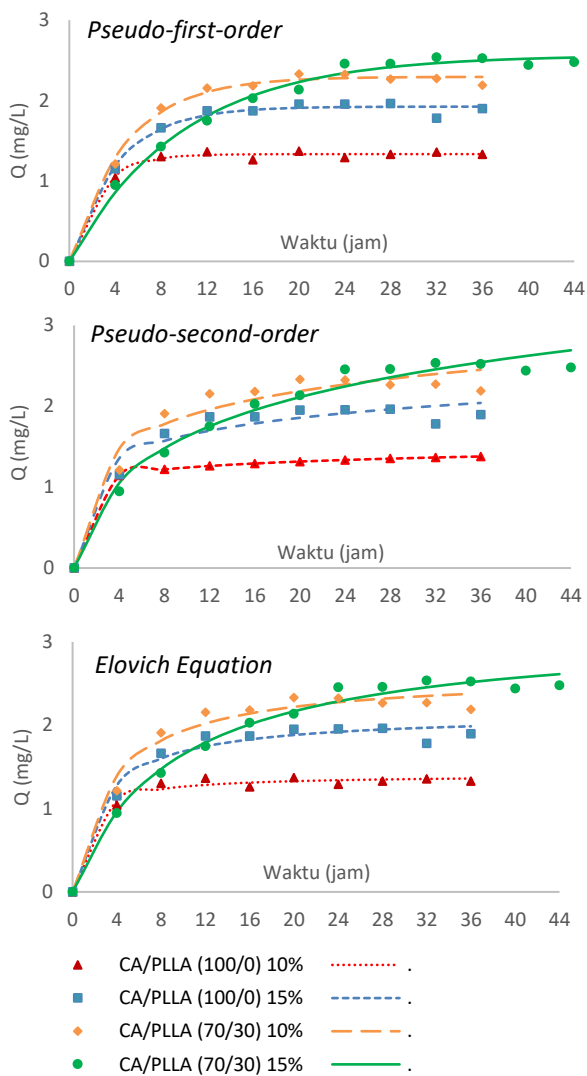 Pseudo-first-order
3
2
1
0
Q (mg/L)
Waktu (jam)
0 4 8 12 16 20 24 28 32 36 40 44
Pseudo-second-order
3
2
1
0
Q (mg/L)
Waktu (jam)
0 4 8 12 16 20 24 28 32 36 40 44
Elovich Equation
3
2
1
0
Q (mg/L)
Waktu (jam)
0 4 8 12 16 20 24 28 32 36 40 44
CA/PLLA (100/0) 10% .
CA/PLLA (100/0) 15% .
CA/PLLA (70/30) 10% .
CA/PLLA (70/30) 15% .